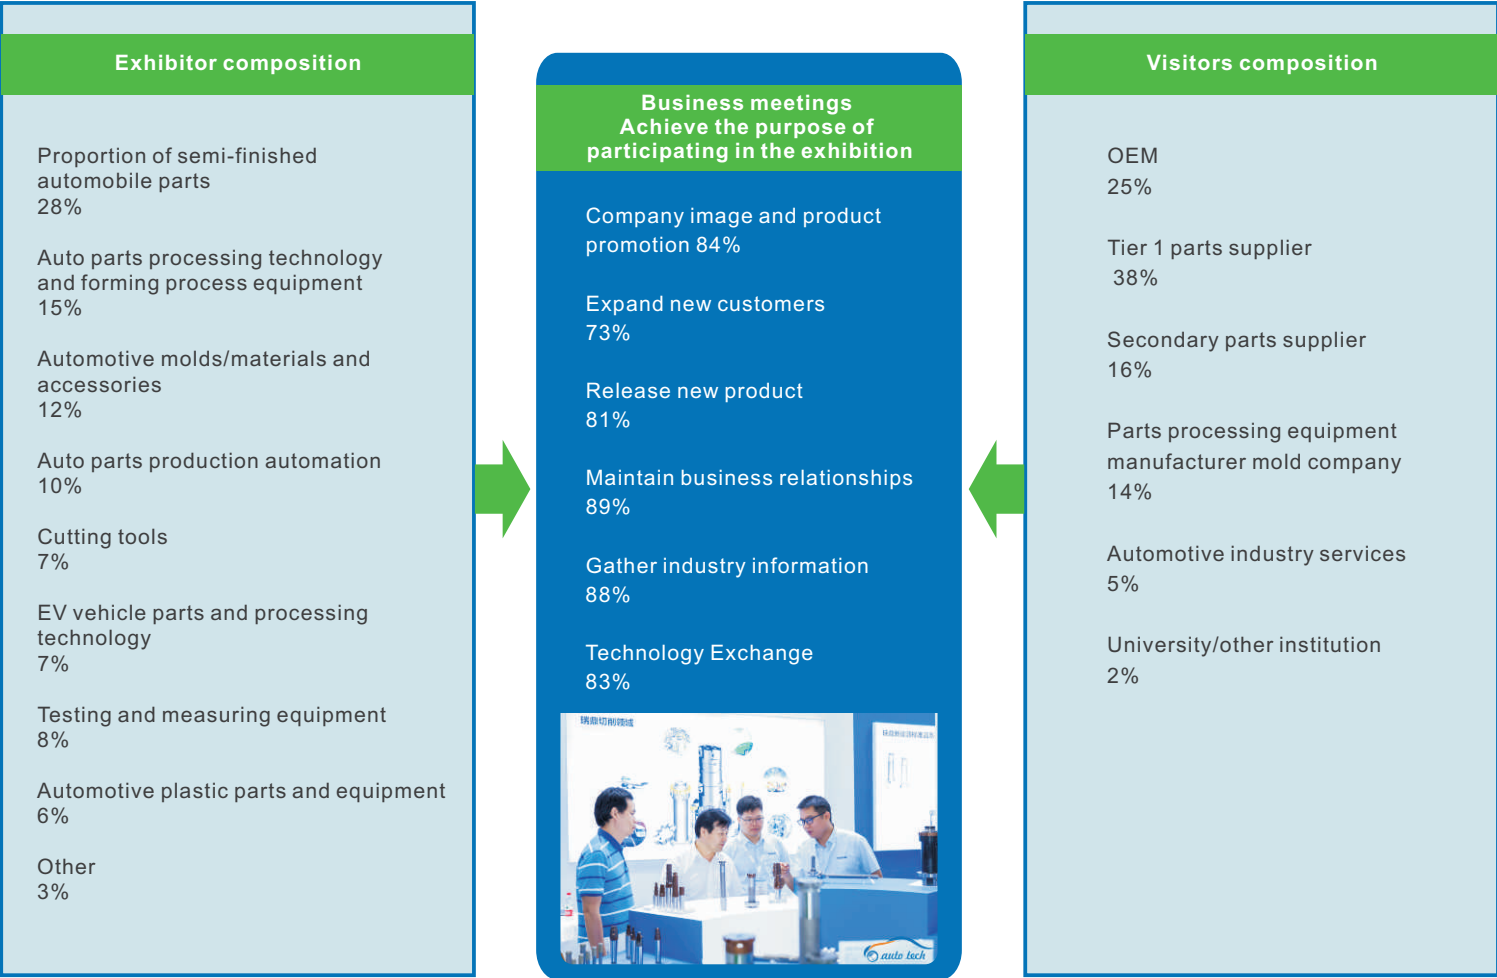 Exhibitor composition
Proportion of semi-finished
automobile parts
28%
Auto parts processing technology
and forming process equipment
15%
Automotive molds/materials and
accessories
12%
Auto parts production automation
10%
Cutting tools
7%
EV vehicle parts and processing
technology
7%
Testing and measuring equipment
8%
Automotive plastic parts and equipment
6%
Other
3%
Business meetings
Achieve the purpose of
participating in the exhibition
Company image and product
promotion 84%
Expand new customers
73%
Release new product
81%
Maintain business relationships
89%
Gather industry information
88%
Technology Exchange
83%
瑞鼎切削领域
auto tech
Visitors composition
OEM
25%
Tier 1 parts supplier
38%
Secondary parts supplier
16%
Parts processing equipment
manufacturer mold company
14%
Automotive industry services
5%
University/other institution
2%